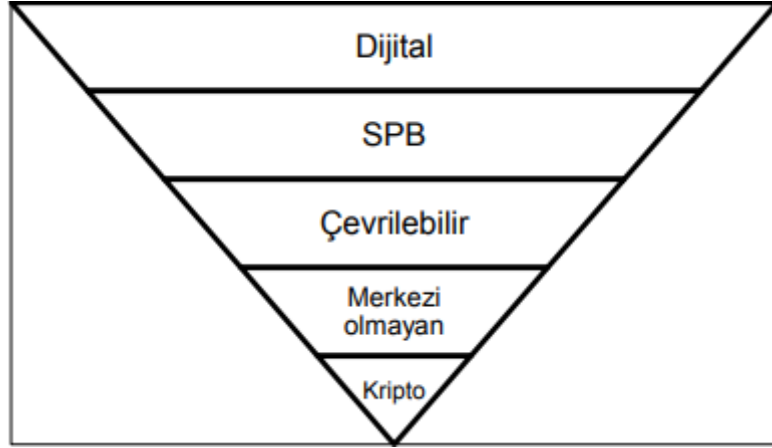 Dijital
SPB
Çevrilebilir
Merkezi
olmayan
Kripto